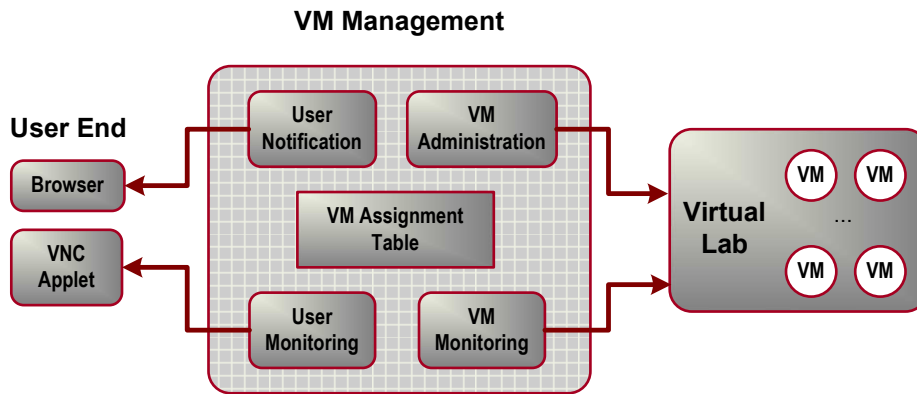 VM Management
User End
Browser
VNC
Applet
User
Notification
VM
Administration
VM Assignment
Table
User
Monitoring
VM
Monitoring
Virtual
Lab
VM VM
...
VM VM